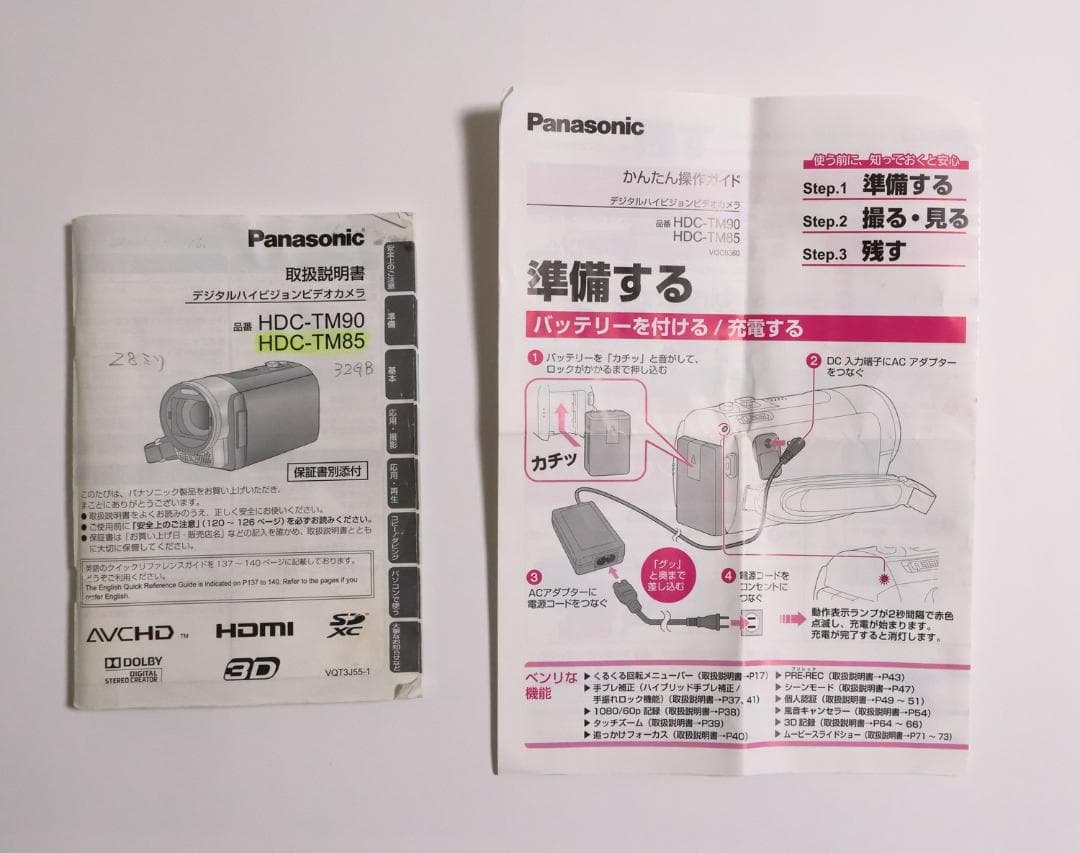 Panasonic
取扱説明書
デジタルハイビジョンビデオカメラ
品番 HDC-TM90
HDC-TM85
28ミリ
32GB
保証書別添付
このたびは、パナソニック製品をお買い上げいただき、
まことにありがとうございます。
● 取扱説明書をよくお読みのうえ、正しく安全にお使いください。
● ご使用前に「安全上のご注意」(120～126ページ)を必ずお読みください。
● 保証書は「お買い上げ日・販売店名」などの記入を確かめ、取扱説明書とともに大切に保管してください。
英語のクイックリファレンスガイドを137～140ページに記載しております。
どうぞご利用ください。
The English Quick Reference Guide is indicated on P137 to 140. Refer to the pages if you
prefer English.
AVCHD TM
HDMI
SD XC
DOLBY
DIGITAL
STEREO CREATOR
3D
VQT3J55-1
安全上のご注意
準備
基本
応用・撮影
応用・再生
コピー/ダビング
パソコンで使う
大事なお知らせなど
Panasonic
かんたん操作ガイド
デジタルハイビジョンビデオカメラ
品番 HDC-TM90
HDC-TM85
使う前に、知っておくと安心
Step.1 準備する
Step.2 撮る・見る
Step.3 残す
準備する
バッテリーを付ける / 充電する
1 バッテリーを「カチッ」と音がして、
ロックがかかるまで押し込む
カチッ
2 DC 入力端子にAC アダプター
をつなぐ
3
ACアダプターに
電源コードをつなぐ
「グッ」
と奥まで
差し込む
4 電源コードを
コンセントに
つなぐ
動作表示ランプが2秒間隔で赤色
点滅し、充電が始まります。
充電が完了すると消灯します。
ベンリな
機能
▶ くるくる回転メニューバー(取扱説明書→P17)
▶ 手ブレ補正(ハイブリッド手ブレ補正 /
手振れロック機能)(取扱説明書→P37、41)
▶ 1080/60p 記録(取扱説明書→P38)
▶ タッチズーム(取扱説明書→P39)
▶ 追っかけフォーカス(取扱説明書→P40)
プリレック
▶ PRE-REC(取扱説明書→P43)
▶ シーンモード(取扱説明書→P47)
▶ 個人認証(取扱説明書→P49 ～ 51)
▶ 風音キャンセラー(取扱説明書→P54)
▶ 3D 記録(取扱説明書→P64 ～ 66)
▶ ムービースライドショー(取扱説明書→P71 ～ 73)